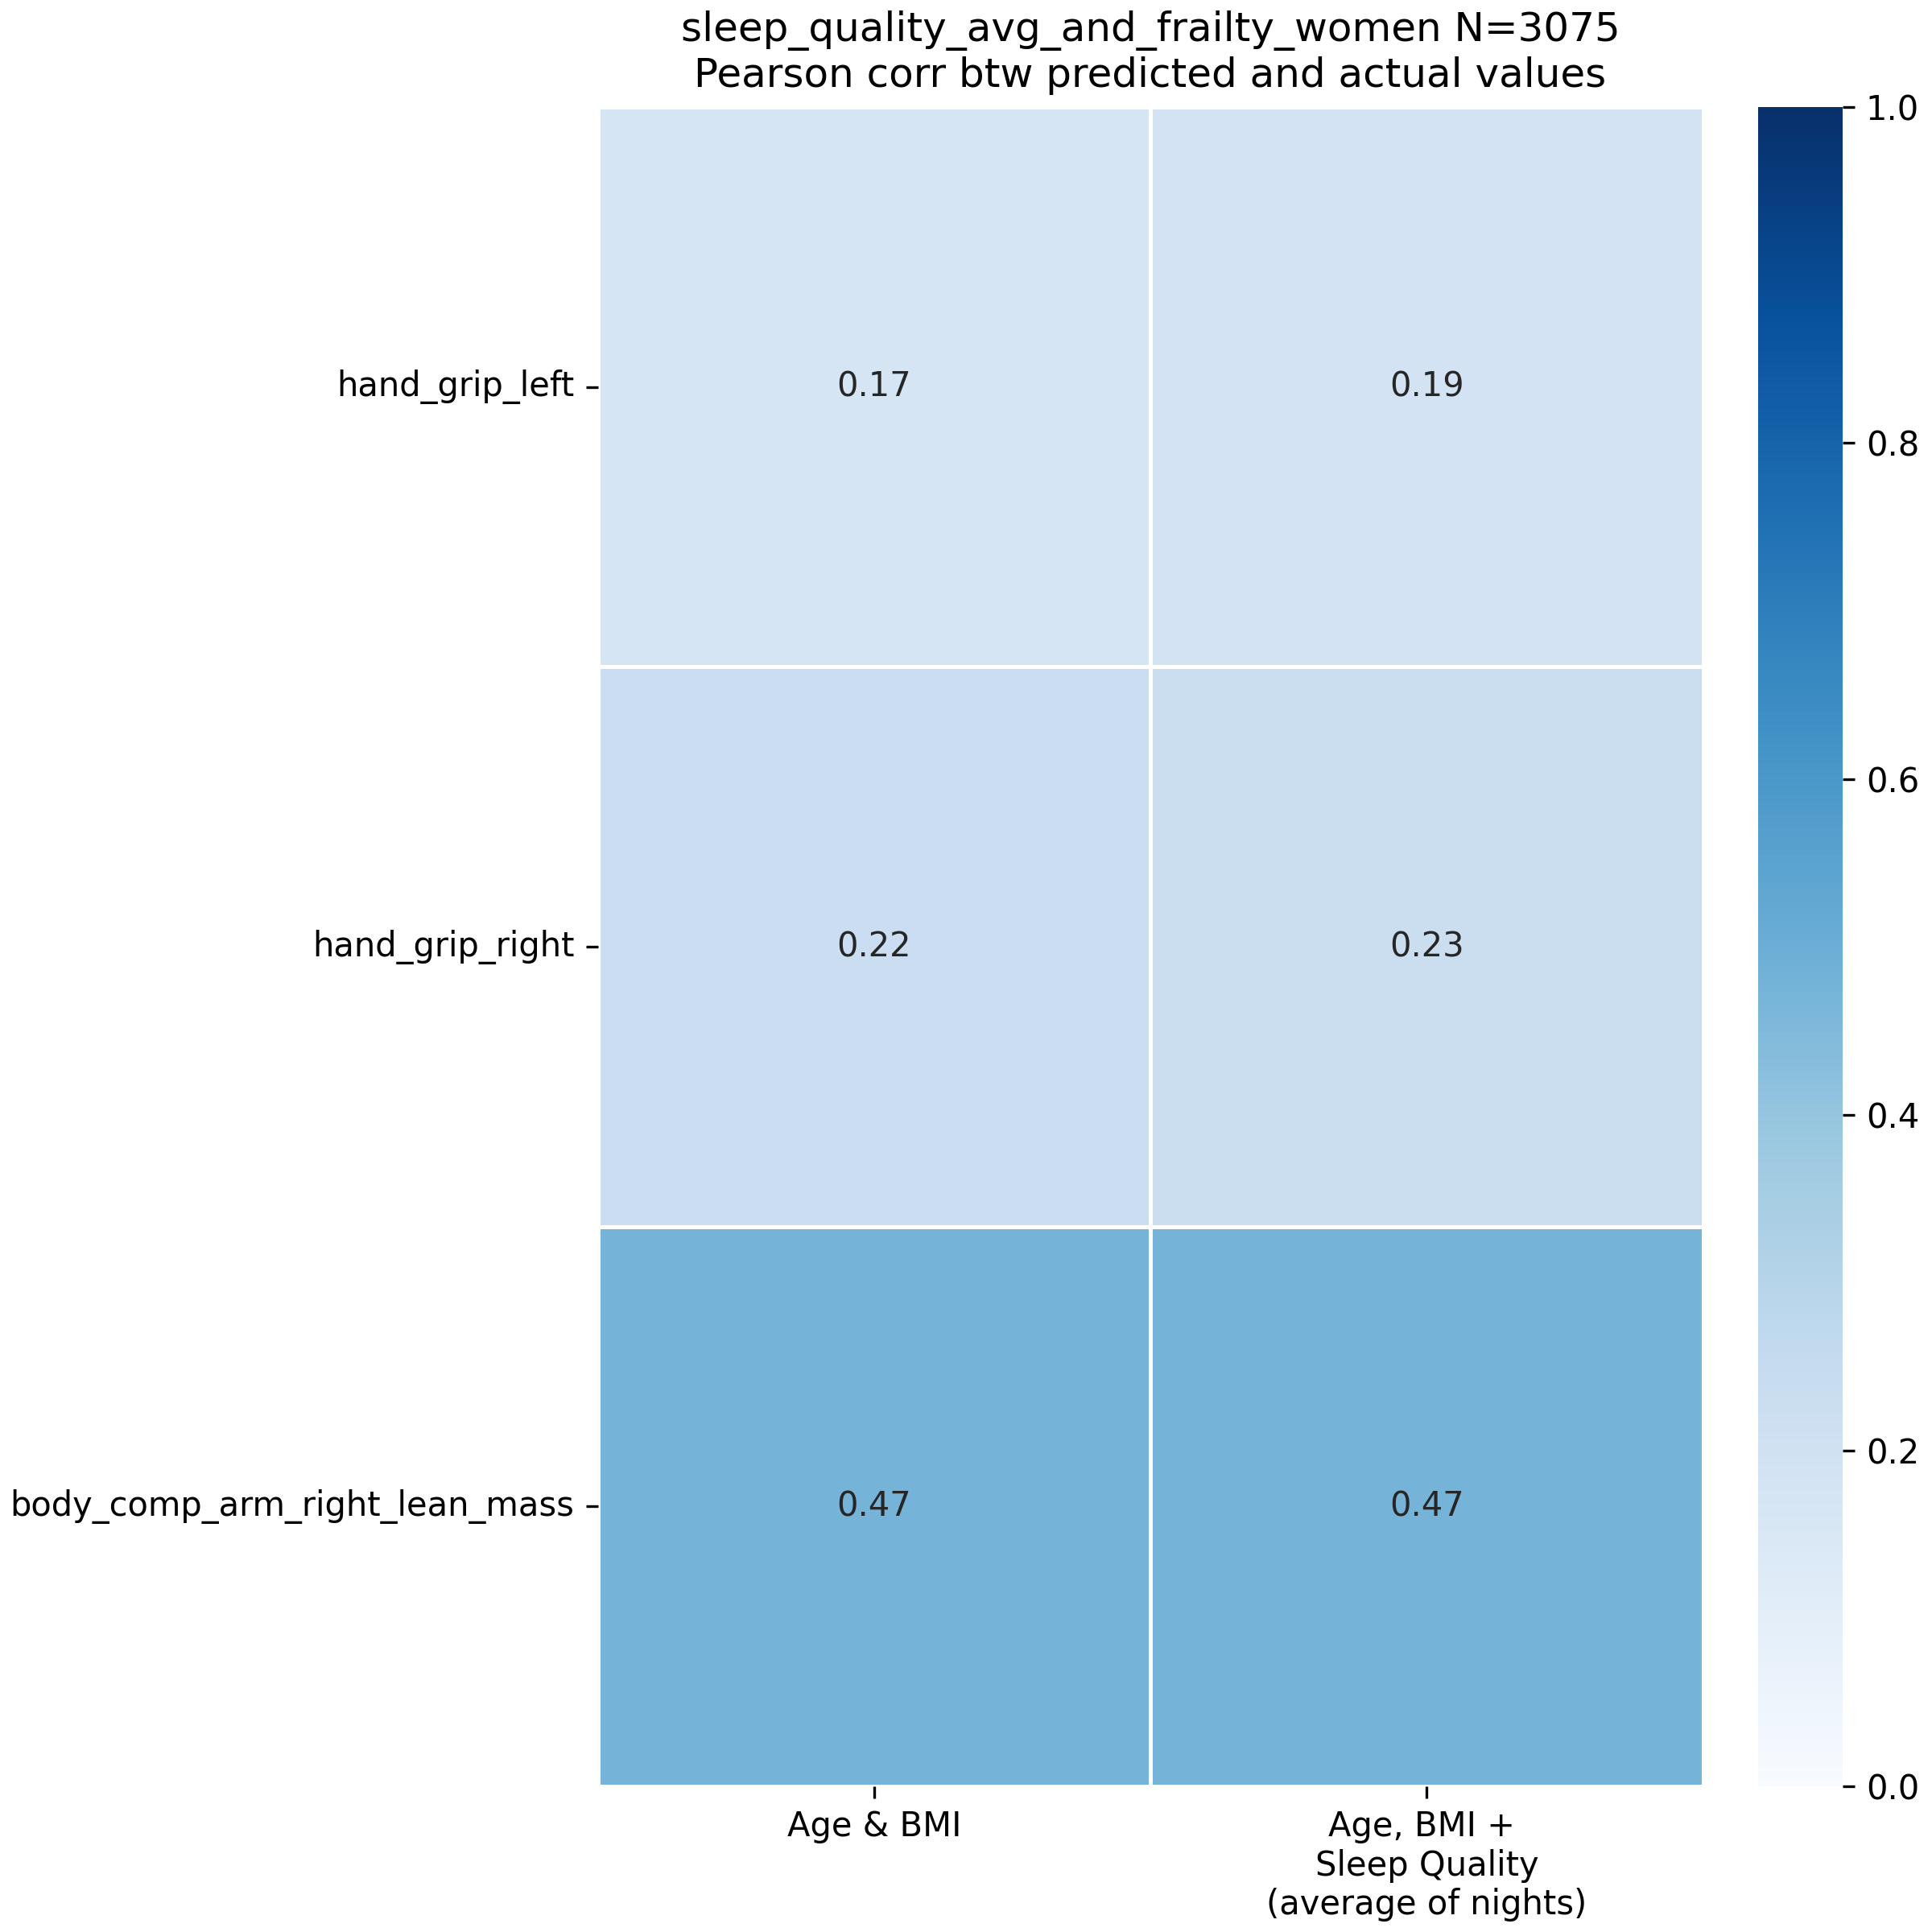 sleep_quality_avg_and_frailty_women N=3075
Pearson corr btw predicted and actual values
hand_grip_left
0.17
0.19
hand_grip_right
0.22
0.23
body_comp_arm_right_lean_mass
0.47
0.47
Age & BMI
Age, BMI +
Sleep Quality
(average of nights)
1.0
0.8
0.6
0.4
0.2
0.0